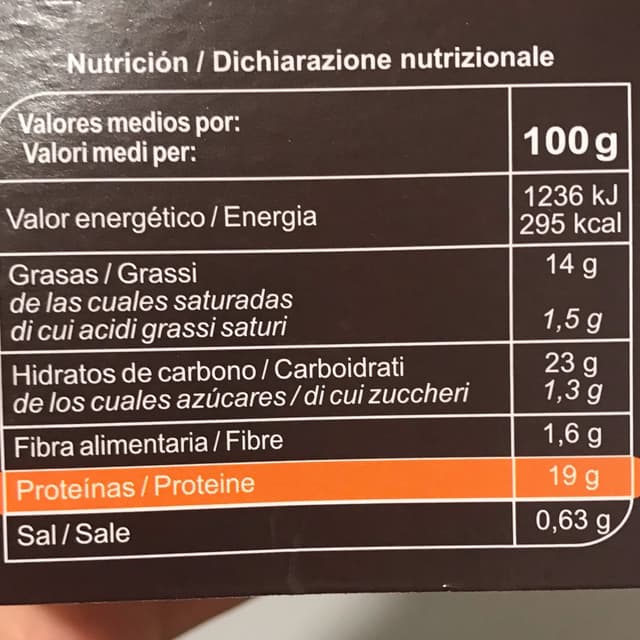 Nutrición / Dichiarazione nutrizionale
Valores medios por:
Valori medi per:
100 g
Valor energético / Energia
1236 kJ
295 kcal
Grasas / Grassi
14 g
de las cuales saturadas
di cui acidi grassi saturi
1,5 g
Hidratos de carbono / Carboidrati
23 g
de los cuales azúcares / di cui zuccheri
1,3 g
Fibra alimentaria / Fibre
1,6 g
Proteínas / Proteine
19 g
Sal / Sale
0,63 g